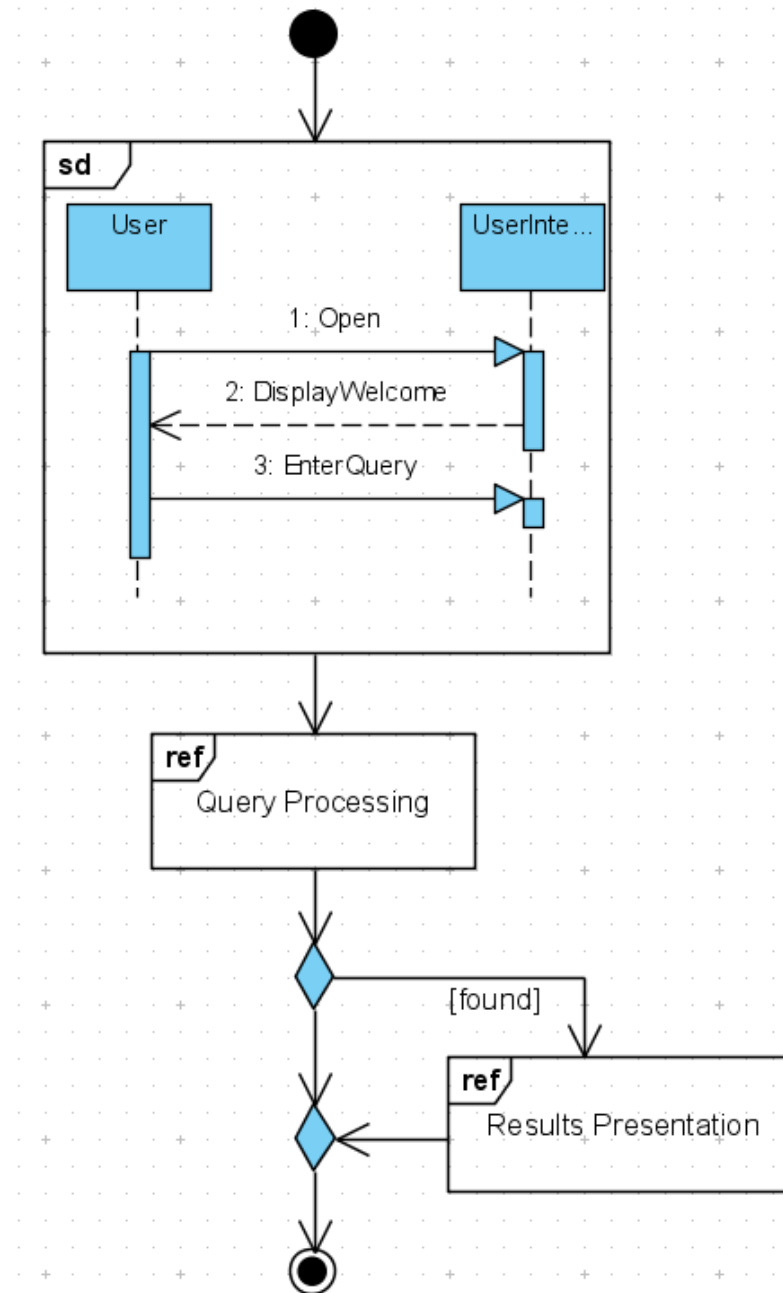 sd
User
UserInte...
1: Open
2: DisplayWelcome
3: EnterQuery
ref
Query Processing
[found]
ref
Results Presentation